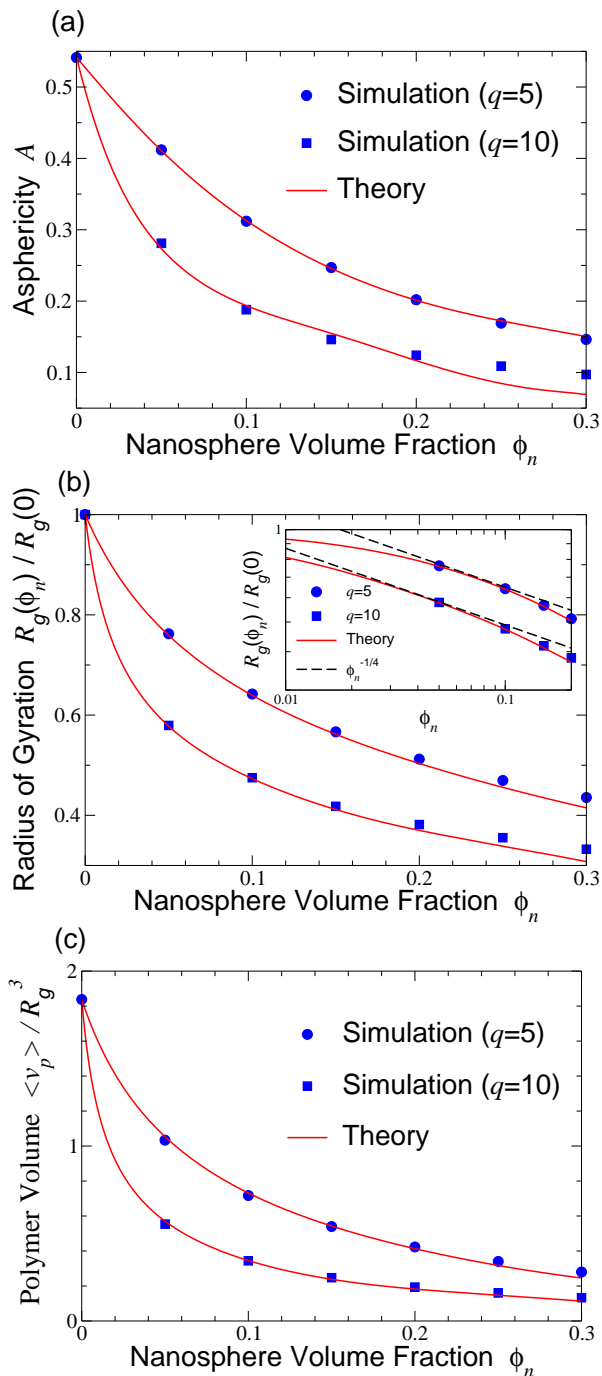 (a)
0.5
0.4
0.3
0.2
0.1
Asphericity A
Simulation (q=5)
Simulation (q=10)
Theory
0 0.1 0.2 0.3
Nanosphere Volume Fraction ϕn
(b)
1
0.8
0.6
0.4
Radius of Gyration Rg(ϕn) / Rg(0)
1
Rg(ϕn) / Rg(0)
q=5
q=10
Theory
ϕn^-1/4
0.01 0.1
ϕn
0 0.1 0.2 0.3
Nanosphere Volume Fraction ϕn
(c)
2
1
0
Polymer Volume <vp> / Rg^3
Simulation (q=5)
Simulation (q=10)
Theory
0 0.1 0.2 0.3
Nanosphere Volume Fraction ϕn